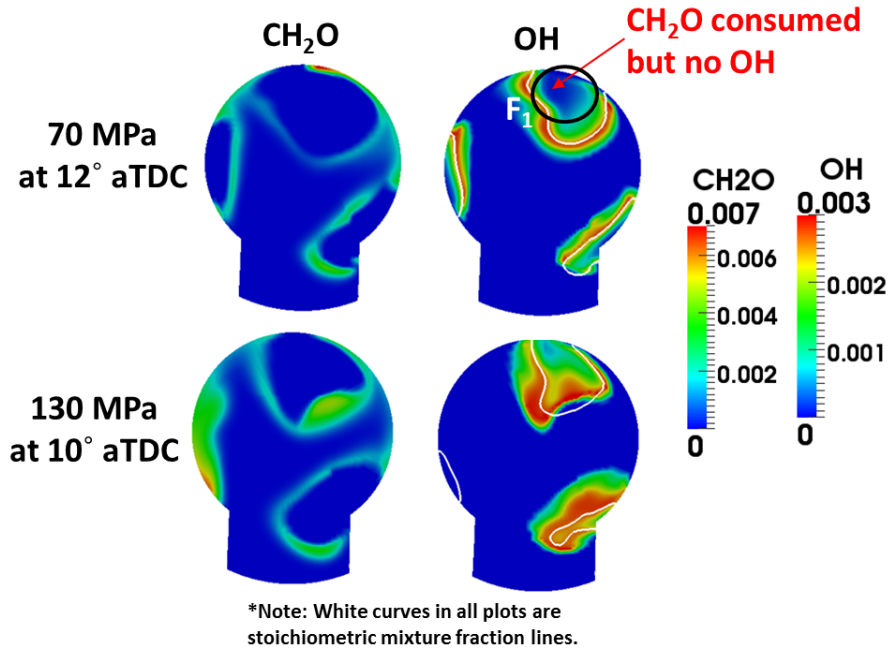 CH₂O
OH
CH₂O consumed
but no OH
F₁
70 MPa
at 12° aTDC
CH2O
0.007
0.006
0.004
0.002
0
OH
0.003
0.002
0.001
0
130 MPa
at 10° aTDC
*Note: White curves in all plots are
stoichiometric mixture fraction lines.